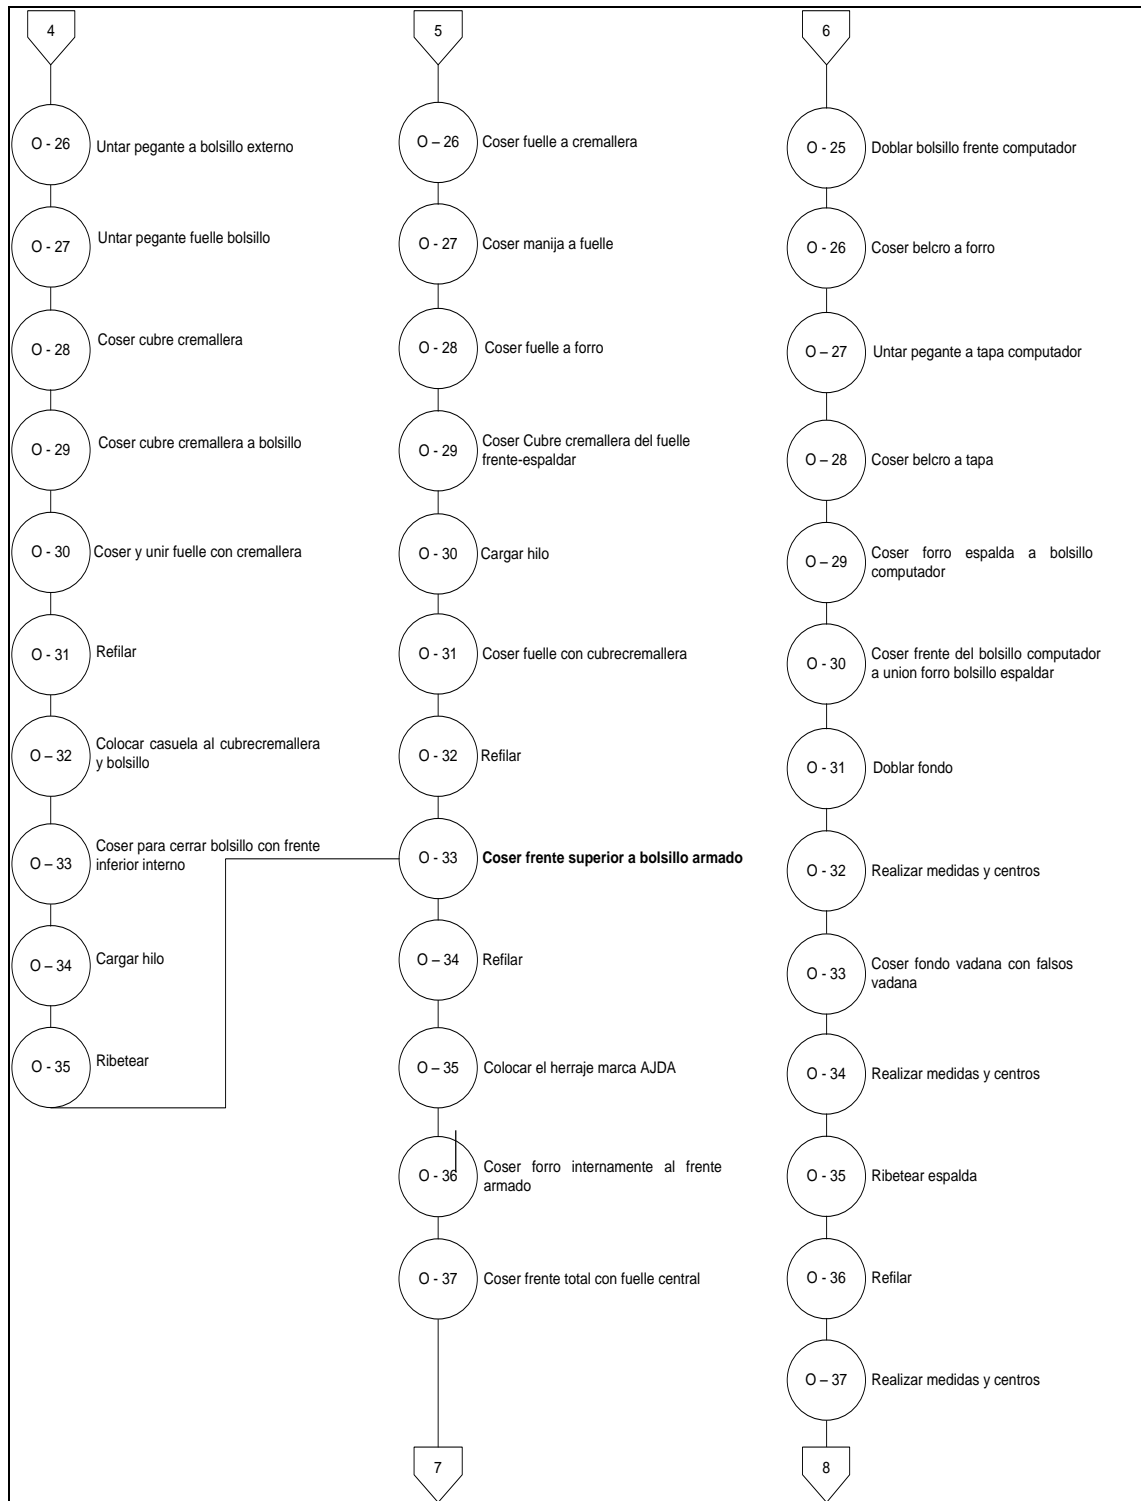 4
O - 26
Untar pegante a bolsillo externo
O - 27
Untar pegante fuelle bolsillo
O - 28
Coser cubre cremallera
O - 29
Coser cubre cremallera a bolsillo
O - 30
Coser y unir fuelle con cremallera
O - 31
Refilar
O – 32
Colocar casuela al cubrecremallera
y bolsillo
O – 33
Coser para cerrar bolsillo con frente
inferior interno
O – 34
Cargar hilo
O - 35
Ribetear
5
O – 26
Coser fuelle a cremallera
O - 27
Coser manija a fuelle
O - 28
Coser fuelle a forro
O - 29
Coser Cubre cremallera del fuelle
frente-espaldar
O - 30
Cargar hilo
O - 31
Coser fuelle con cubrecremallera
O - 32
Refilar
O - 33
Coser frente superior a bolsillo armado
O – 34
Refilar
O – 35
Colocar el herraje marca AJDA
O - 36
Coser forro internamente al frente
armado
O - 37
Coser frente total con fuelle central
7
6
O - 25
Doblar bolsillo frente computador
O - 26
Coser belcro a forro
O – 27
Untar pegante a tapa computador
O – 28
Coser belcro a tapa
O – 29
Coser forro espalda a bolsillo
computador
O - 30
Coser frente del bolsillo computador
a union forro bolsillo espaldar
O - 31
Doblar fondo
O - 32
Realizar medidas y centros
O - 33
Coser fondo vadana con falsos
vadana
O - 34
Realizar medidas y centros
O - 35
Ribetear espalda
O - 36
Refilar
O – 37
Realizar medidas y centros
8